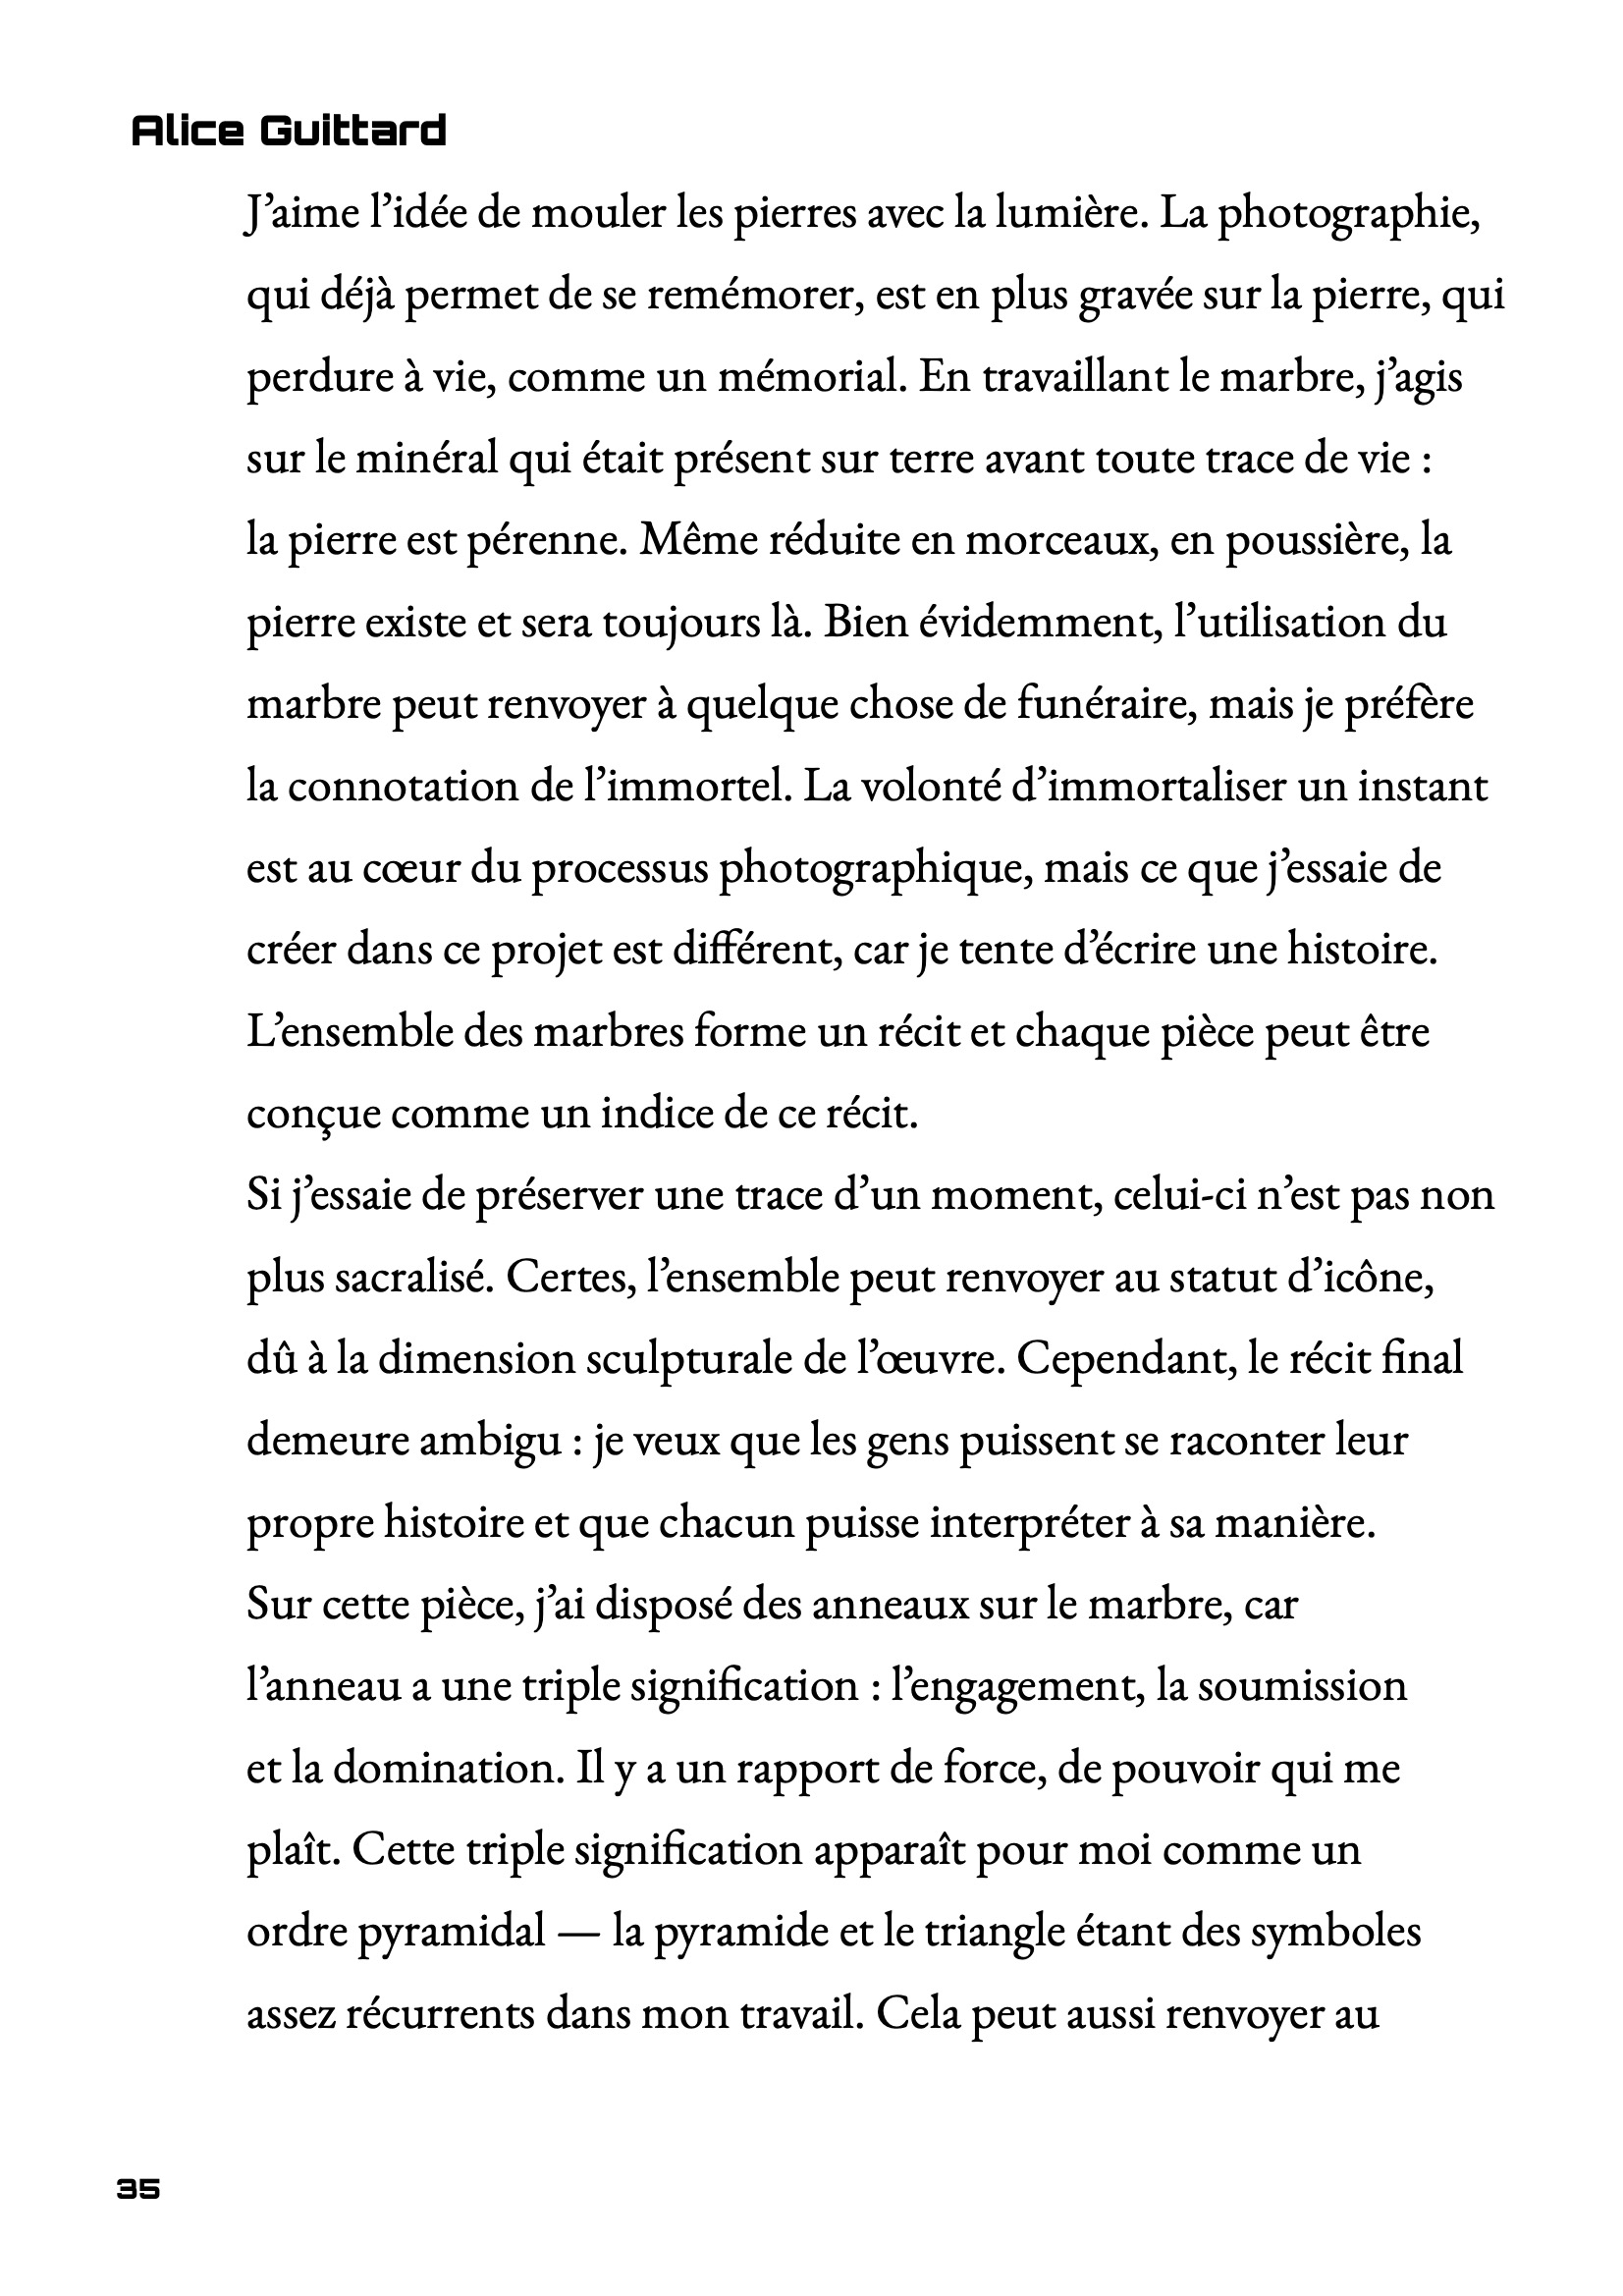 Alice Guittard
J’aime l’idée de mouler les pierres avec la lumière. La photographie,
qui déjà permet de se remémorer, est en plus gravée sur la pierre, qui
perdure à vie, comme un mémorial. En travaillant le marbre, j’agis
sur le minéral qui était présent sur terre avant toute trace de vie :
la pierre est pérenne. Même réduite en morceaux, en poussière, la
pierre existe et sera toujours là. Bien évidemment, l’utilisation du
marbre peut renvoyer à quelque chose de funéraire, mais je préfère
la connotation de l’immortel. La volonté d’immortaliser un instant
est au cœur du processus photographique, mais ce que j’essaie de
créer dans ce projet est différent, car je tente d’écrire une histoire.
L’ensemble des marbres forme un récit et chaque pièce peut être
conçue comme un indice de ce récit.
Si j’essaie de préserver une trace d’un moment, celui-ci n’est pas non
plus sacralisé. Certes, l’ensemble peut renvoyer au statut d’icône,
dû à la dimension sculpturale de l’œuvre. Cependant, le récit final
demeure ambigu : je veux que les gens puissent se raconter leur
propre histoire et que chacun puisse interpréter à sa manière.
Sur cette pièce, j’ai disposé des anneaux sur le marbre, car
l’anneau a une triple signification : l’engagement, la soumission
et la domination. Il y a un rapport de force, de pouvoir qui me
plaît. Cette triple signification apparaît pour moi comme un
ordre pyramidal — la pyramide et le triangle étant des symboles
assez récurrents dans mon travail. Cela peut aussi renvoyer au
35